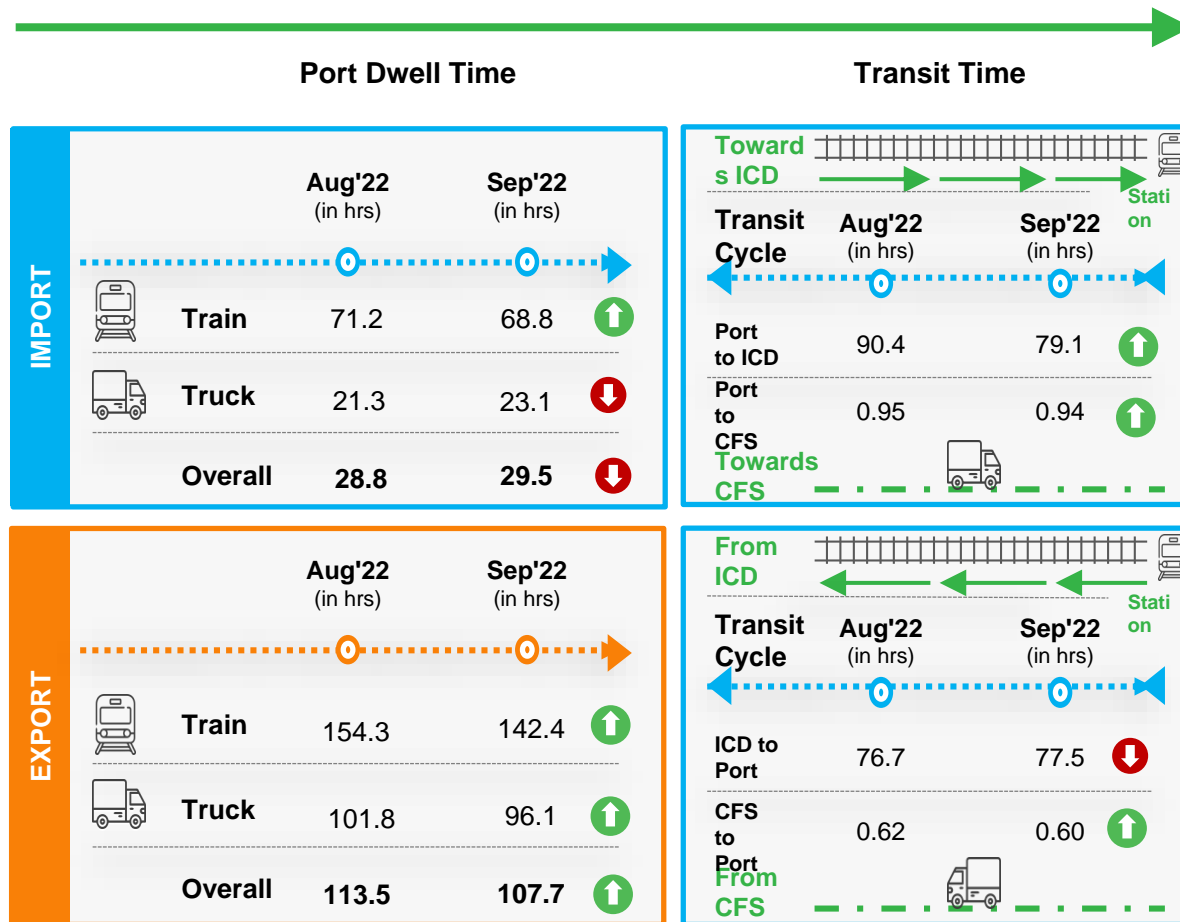 Port Dwell Time
Transit Time
IMPORT
Aug'22
(in hrs)
Sep'22
(in hrs)
Train
71.2
68.8
Truck
21.3
23.1
Overall
28.8
29.5
Toward
s ICD
Stati
on
Transit
Cycle
Aug'22
(in hrs)
Sep'22
(in hrs)
Port
to ICD
90.4
79.1
Port
to
CFS
0.95
0.94
Towards
CFS
EXPORT
Aug'22
(in hrs)
Sep'22
(in hrs)
Train
154.3
142.4
Truck
101.8
96.1
Overall
113.5
107.7
From
ICD
Stati
on
Transit
Cycle
Aug'22
(in hrs)
Sep'22
(in hrs)
ICD to
Port
76.7
77.5
CFS
to
Port
0.62
0.60
From
CFS